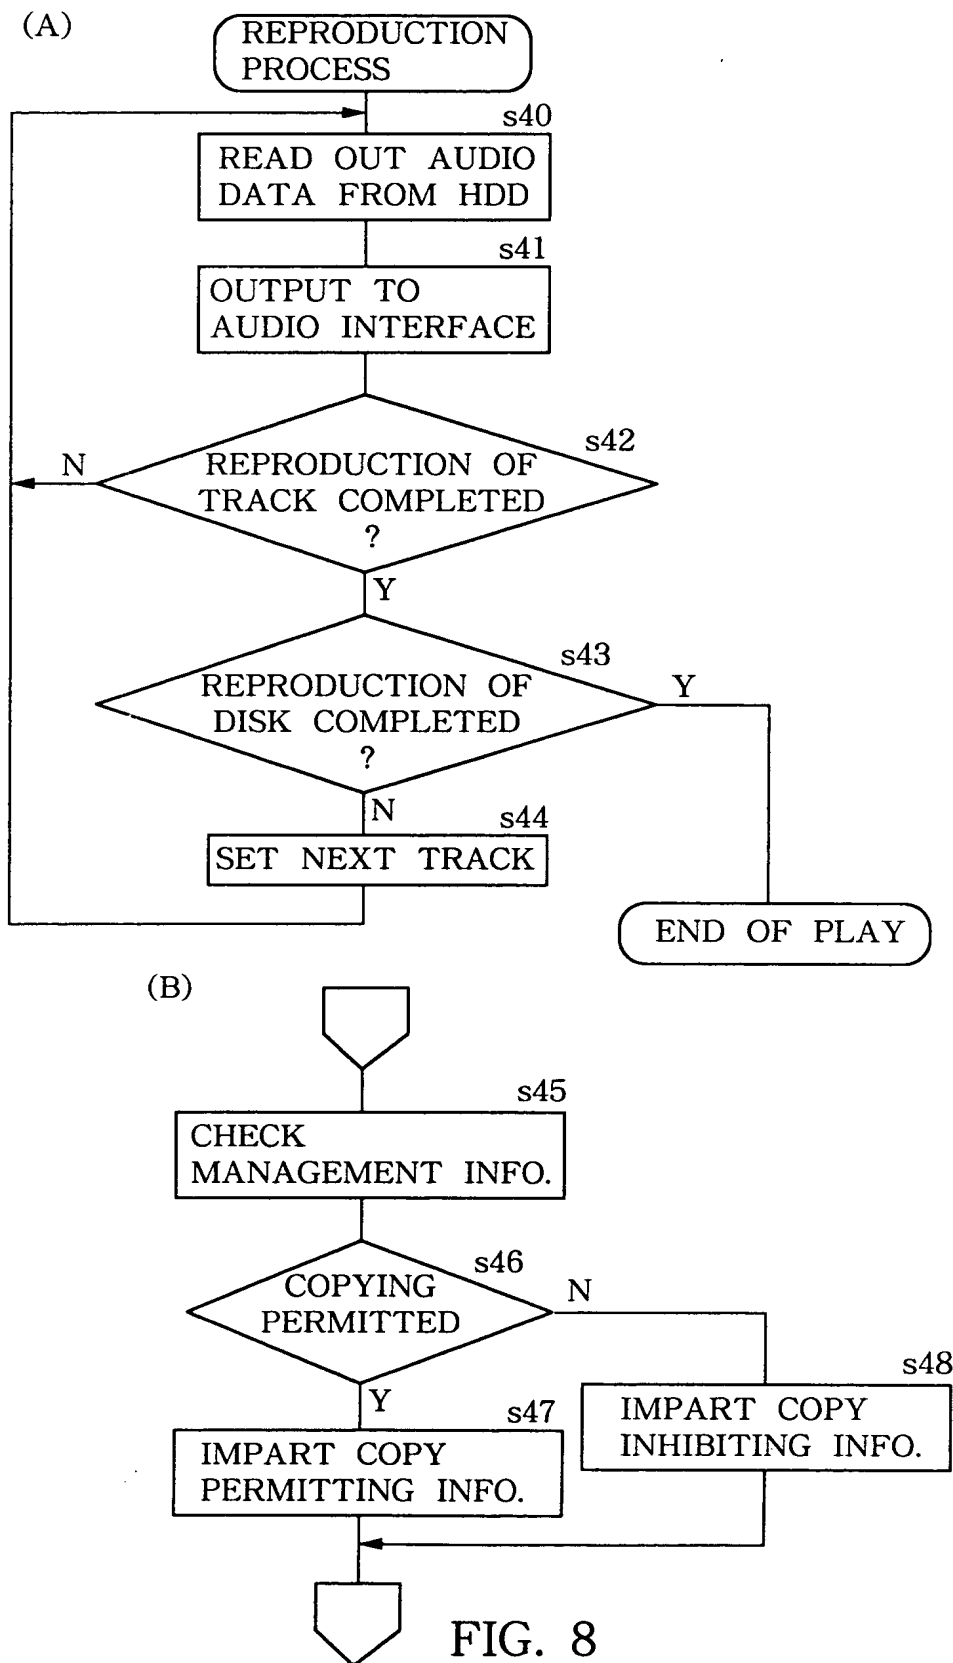 (A)
REPRODUCTION
PROCESS
s40
READ OUT AUDIO
DATA FROM HDD
s41
OUTPUT TO
AUDIO INTERFACE
s42
N
REPRODUCTION OF
TRACK COMPLETED
?
Y
s43
REPRODUCTION OF
DISK COMPLETED
?
Y
N
s44
SET NEXT TRACK
END OF PLAY
(B)
s45
CHECK
MANAGEMENT INFO.
s46
COPYING
PERMITTED
N
Y
s47
IMPART COPY
PERMITTING INFO.
s48
IMPART COPY
INHIBITING INFO.
FIG. 8